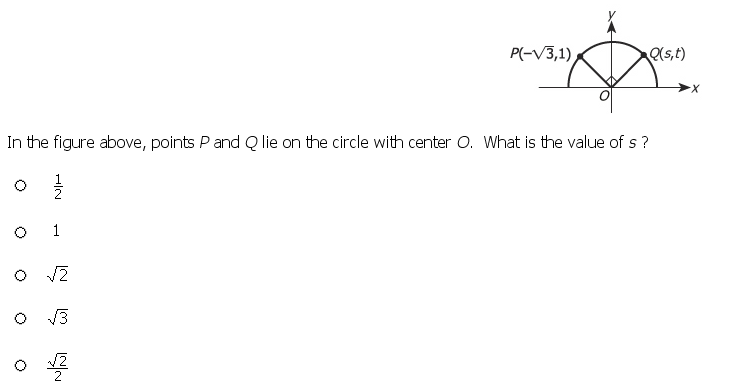 y
P(-√3,1)
Q(s,t)
O
x
In the figure above, points P and Q lie on the circle with center O. What is the value of s ?
1/2
1
√2
√3
√2/2